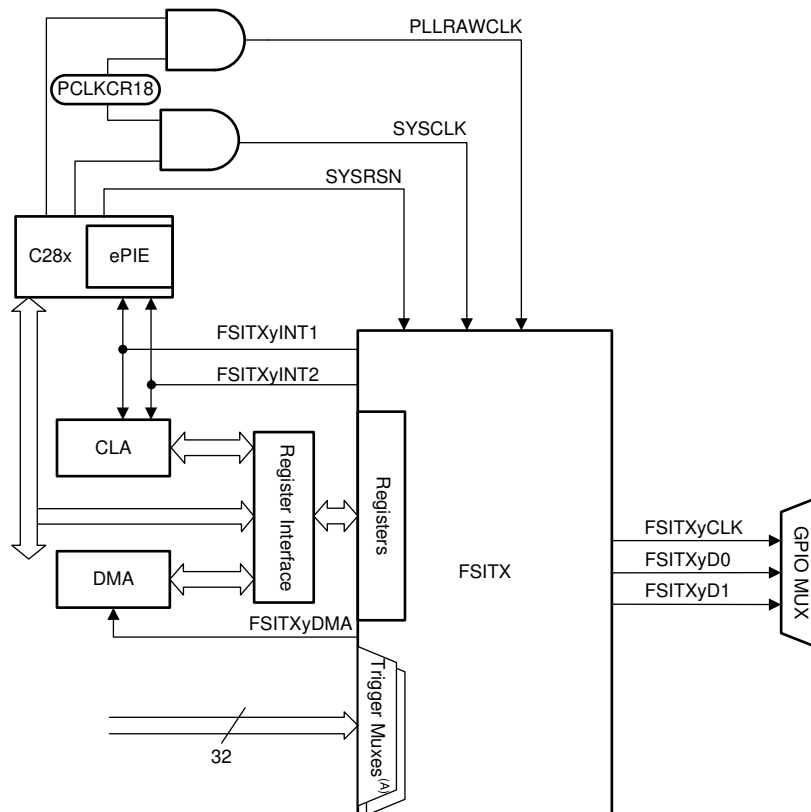 PLLRAWCLK
PCLKCR18
SYSCLK
SYSRSN
C28x
ePIE
FSITXyINT1
FSITXyINT2
CLA
Register Interface
Registers
FSITX
FSITXyCLK
FSITXyD0
FSITXyD1
GPIO MUX
DMA
FSITXyDMA
Trigger Muxes(A)
32